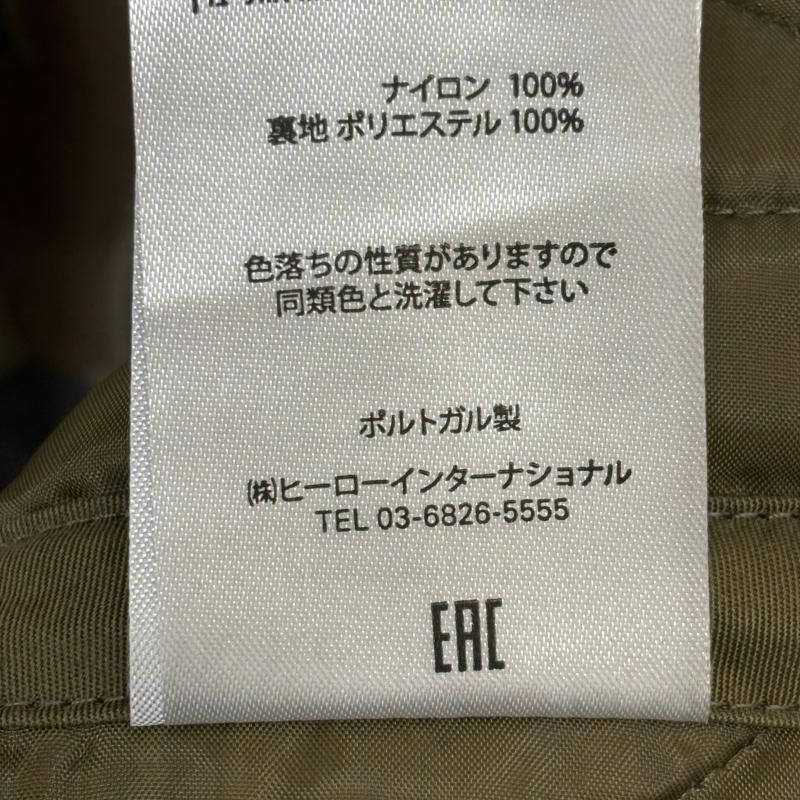 ナイロン 100%
裏地 ポリエステル 100%
色落ちの性質がありますので
同類色と洗濯して下さい
ポルトガル製
(株)ヒーローインターナショナル
TEL 03-6826-5555
EAC